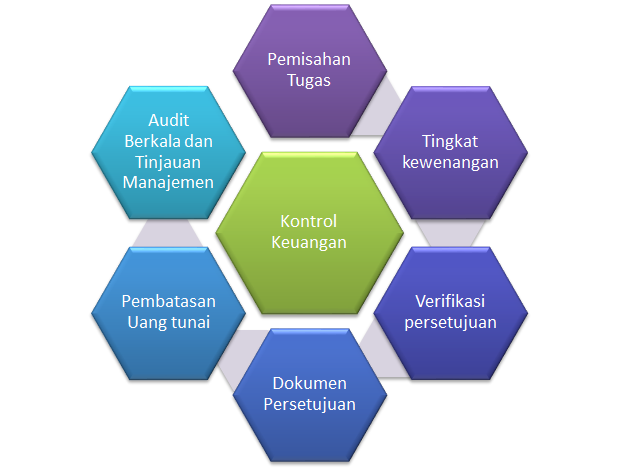 Pemisahan
Tugas
Tingkat
kewenangan
Verifikasi
persetujuan
Dokumen
Persetujuan
Pembatasan
Uang tunai
Audit
Berkala dan
Tinjauan
Manajemen
Kontrol
Keuangan